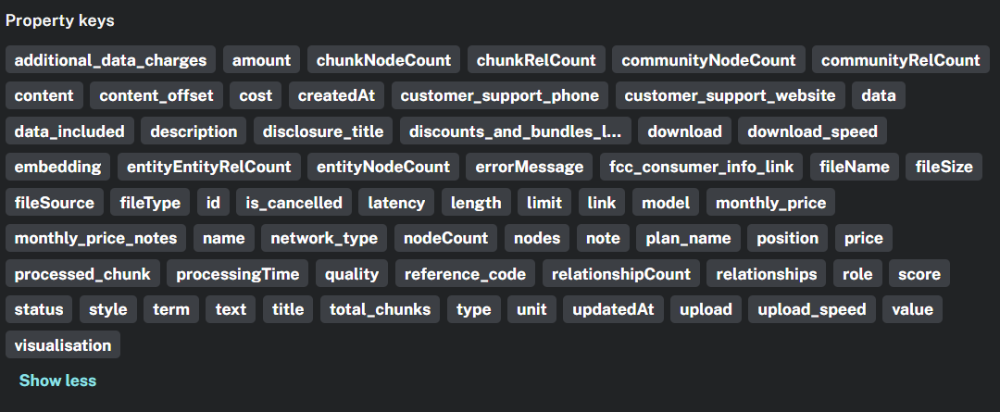 Property keys
additional_data_charges amount chunkNodeCount chunkRelCount communityNodeCount communityRelCount
content content_offset cost createdAt customer_support_phone customer_support_website data
data_included description disclosure_title discounts_and_bundles_l... download download_speed
embedding entityEntityRelCount entityNodeCount errorMessage fcc_consumer_info_link fileName fileSize
fileSource fileType id is_cancelled latency length limit link model monthly_price
monthly_price_notes name network_type nodeCount nodes note plan_name position price
processed_chunk processingTime quality reference_code relationshipCount relationships role score
status style term text title total_chunks type unit updatedAt upload upload_speed value
visualisation
Show less